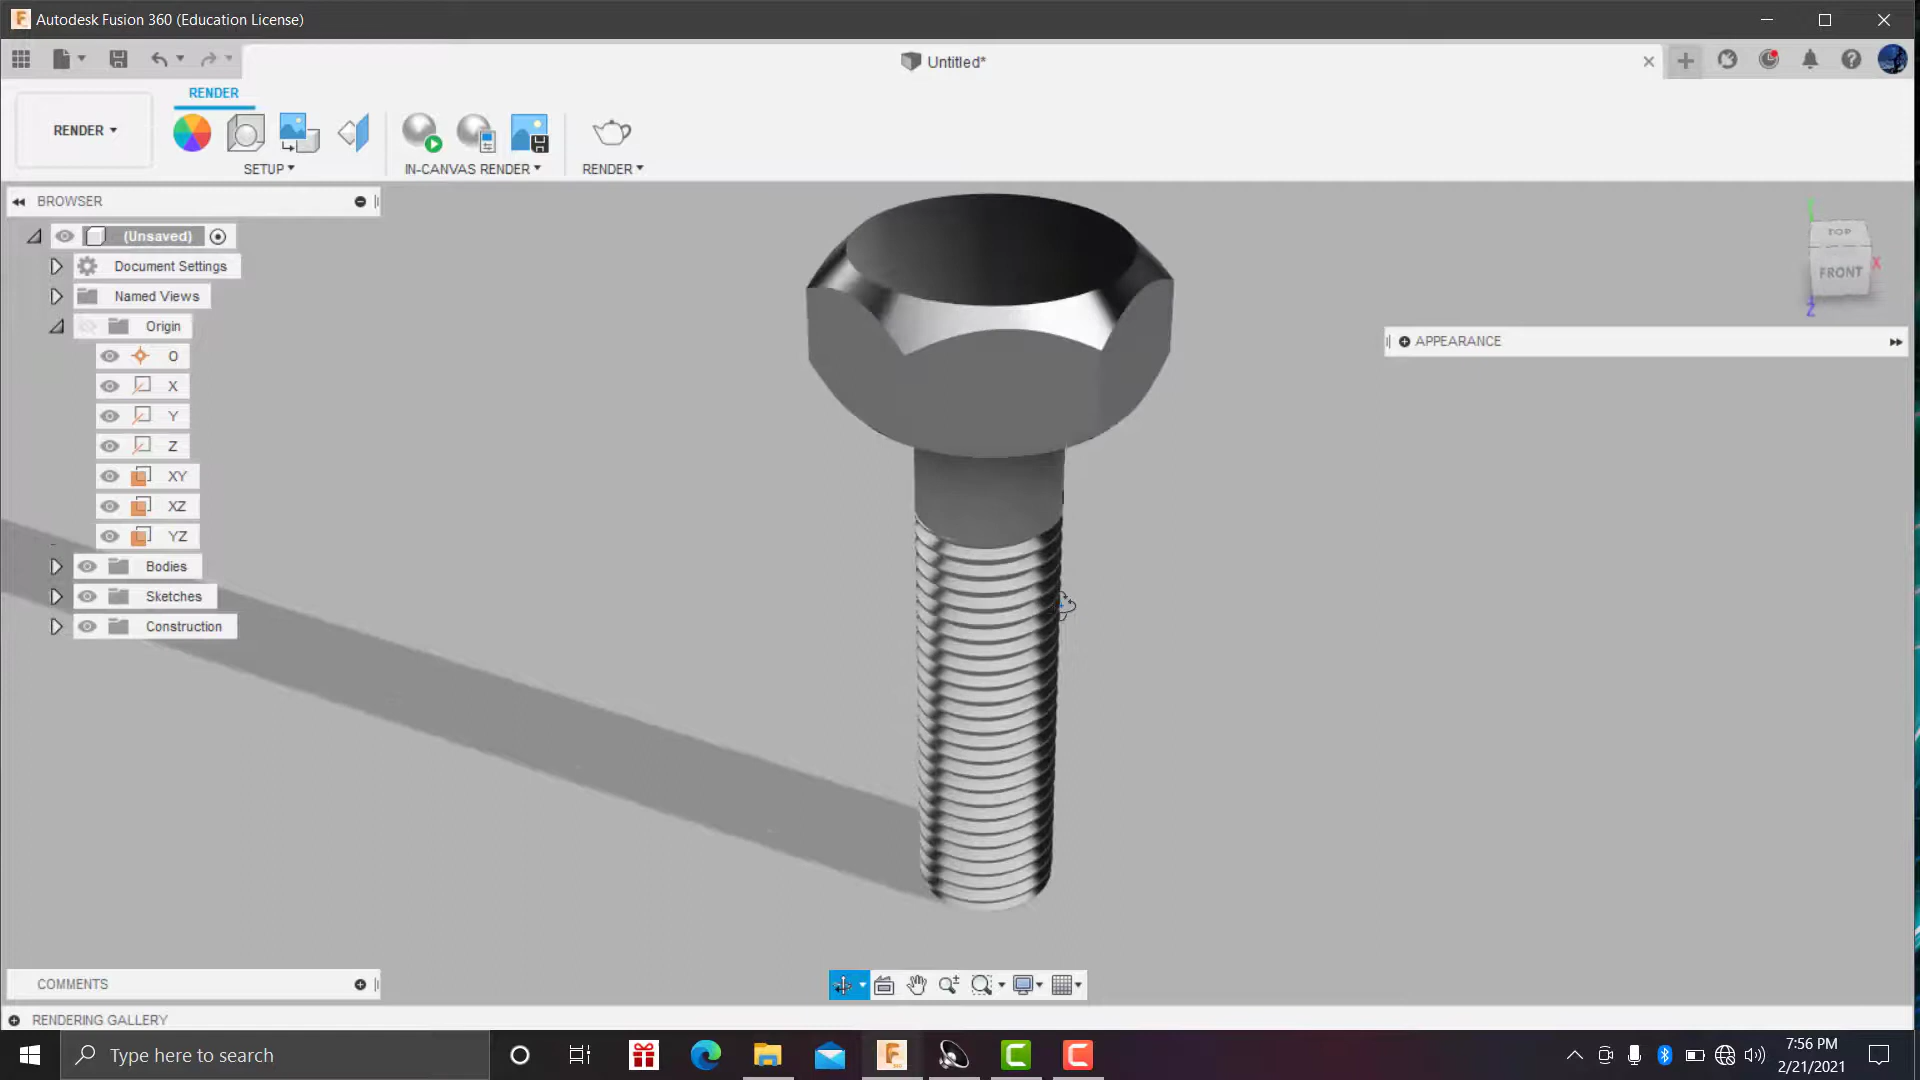 Autodesk Fusion 360 (Education License)
Untitled*
RENDER
RENDER
SETUP
IN-CANVAS RENDER
RENDER
BROWSER
(Unsaved)
Document Settings
Named Views
Origin
O
X
Y
Z
XY
XZ
YZ
Bodies
Sketches
Construction
TOP
FRONT
X
Z
APPEARANCE
COMMENTS
RENDERING GALLERY
Type here to search
7:56 PM
2/21/2021